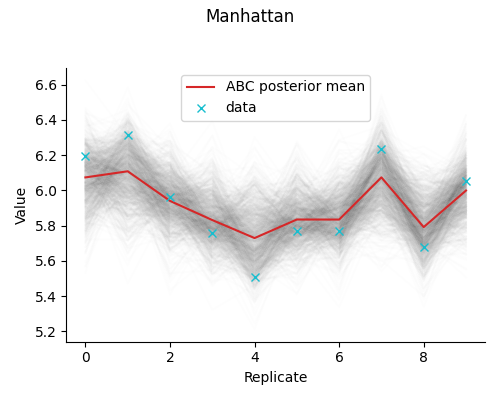 Manhattan
ABC posterior mean
data
Value
6.6
6.4
6.2
6.0
5.8
5.6
5.4
5.2
0
2
4
6
8
Replicate